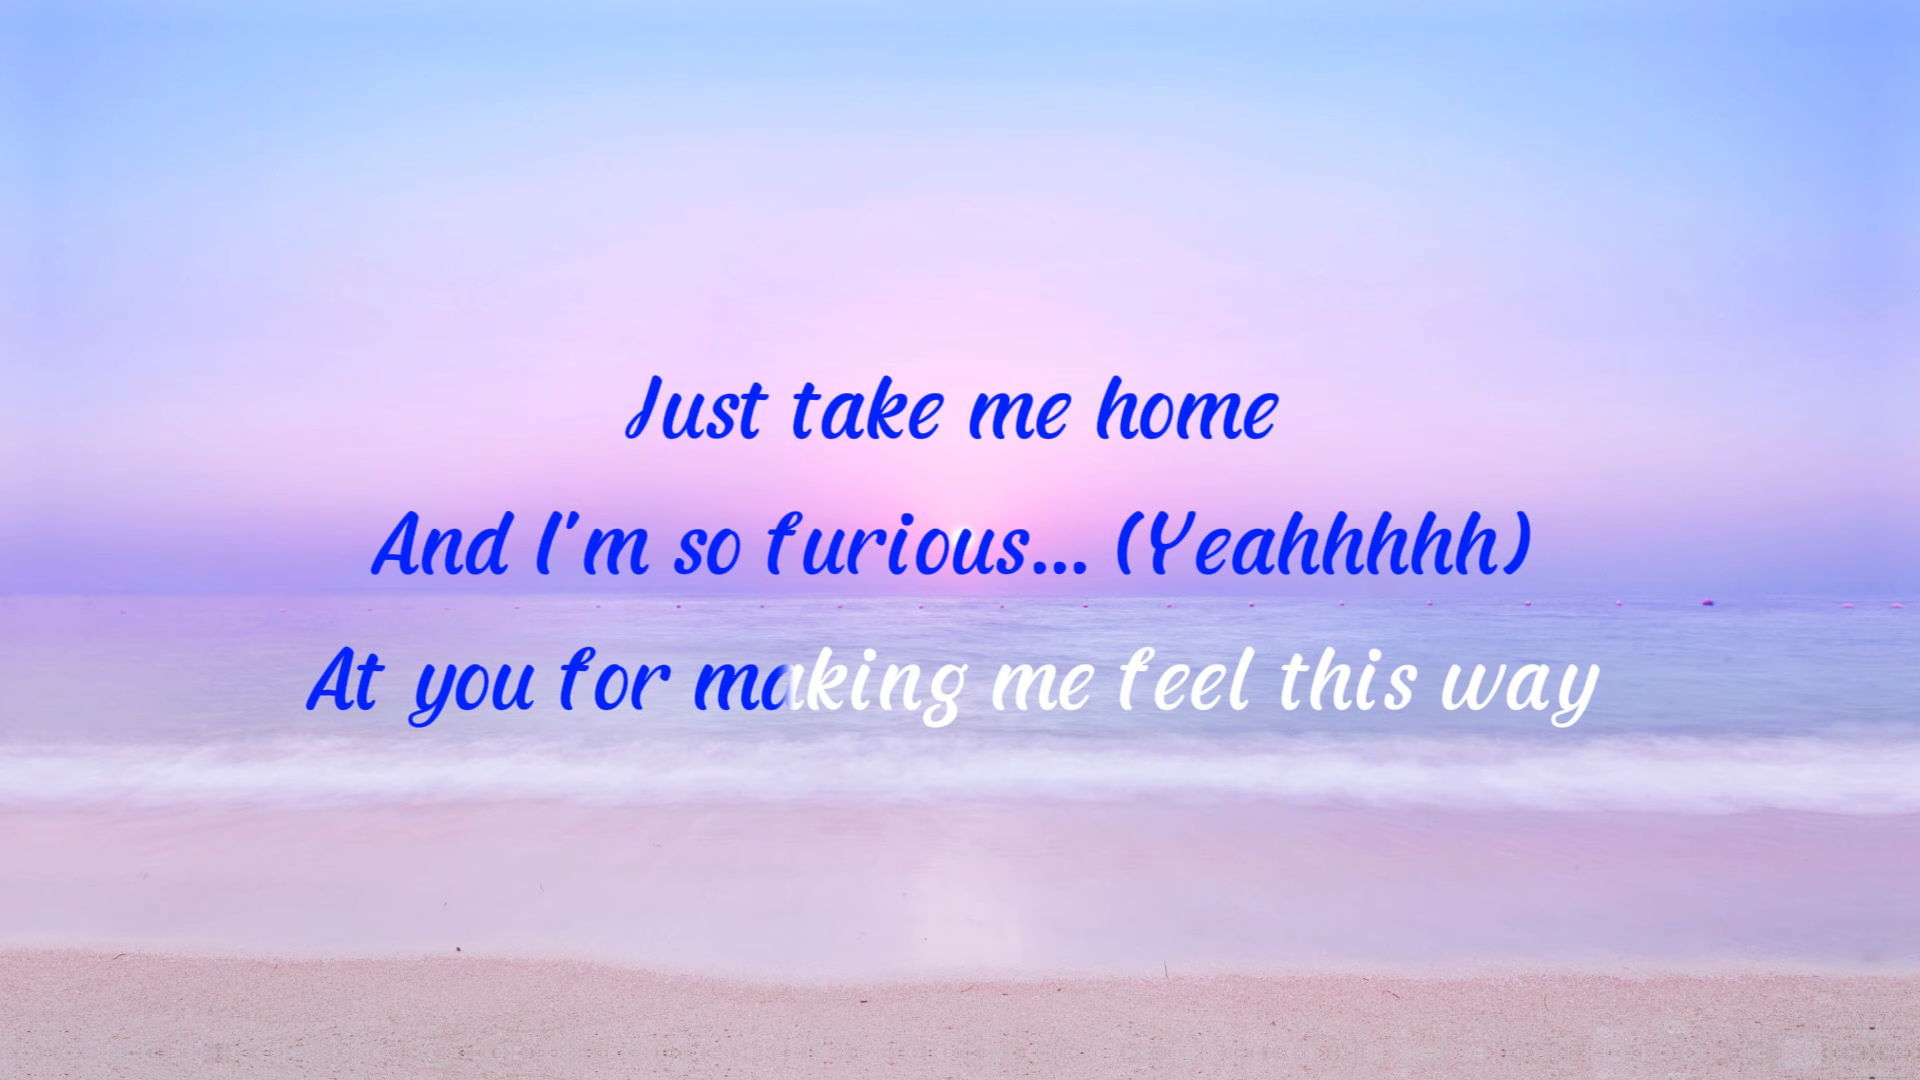 Just take me home
And I'm so furious... (Yeahhhhh)
At you for making me feel this way